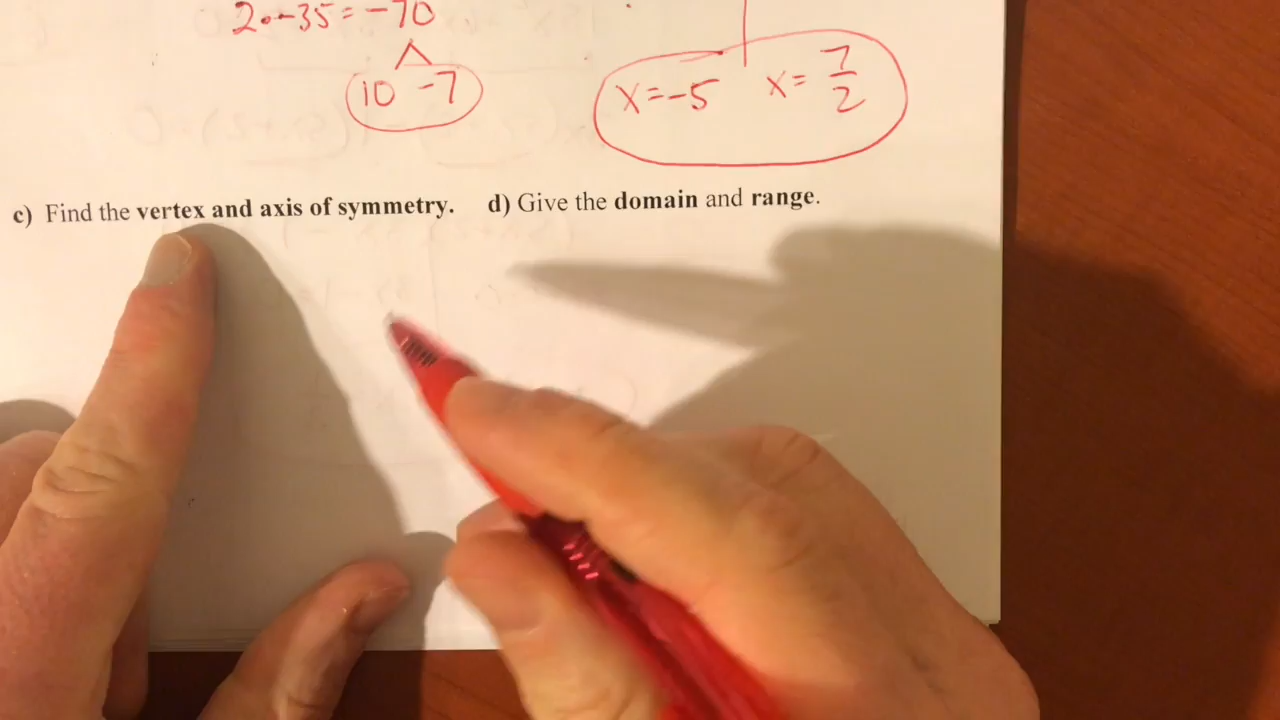 2·-35=-70
10 -7
x=-5 x=7/2
c) Find the vertex and axis of symmetry. d) Give the domain and range.